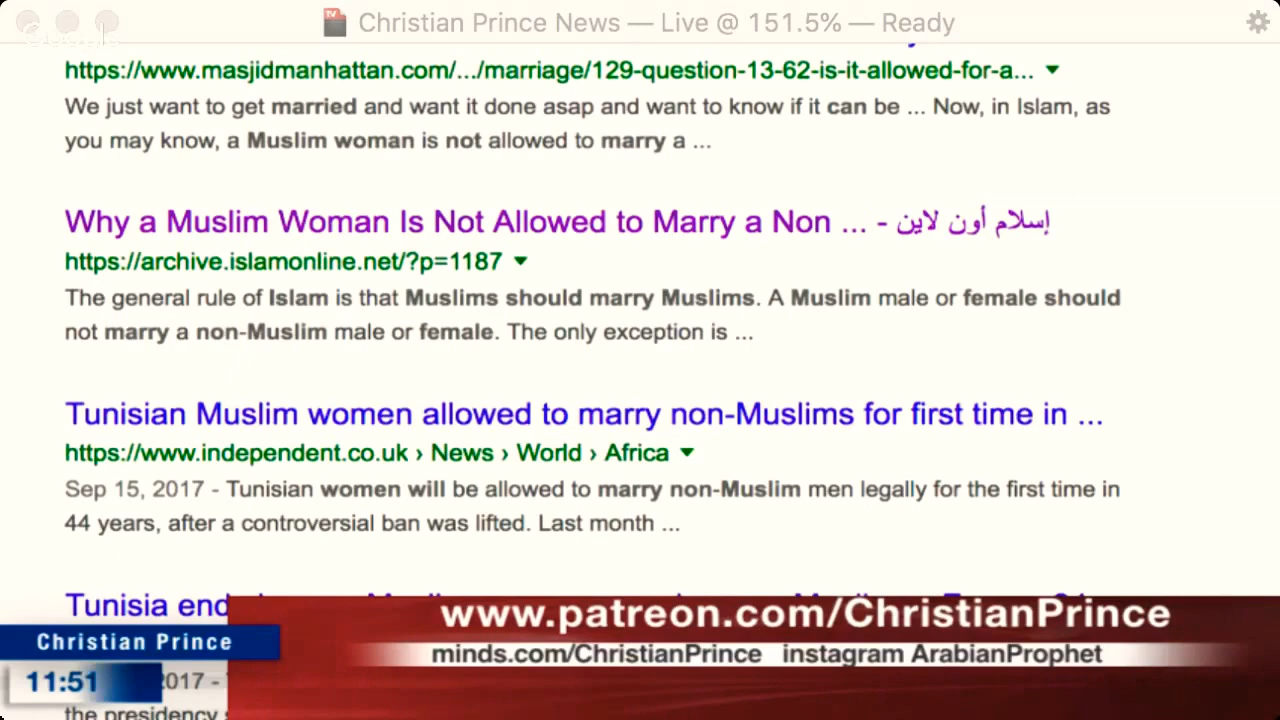 Christian Prince News — Live @ 151.5% — Ready
Google
https://www.masjidmanhattan.com/.../marriage/129-question-13-62-is-it-allowed-for-a...
We just want to get married and want it done asap and want to know if it can be ... Now, in Islam, as
you may know, a Muslim woman is not allowed to marry a ...
Why a Muslim Woman Is Not Allowed to Marry a Non ... - إسلام أون لاين
https://archive.islamonline.net/?p=1187
The general rule of Islam is that Muslims should marry Muslims. A Muslim male or female should
not marry a non-Muslim male or female. The only exception is ...
Tunisian Muslim women allowed to marry non-Muslims for first time in ...
https://www.independent.co.uk › News › World › Africa
Sep 15, 2017 - Tunisian women will be allowed to marry non-Muslim men legally for the first time in
44 years, after a controversial ban was lifted. Last month ...
Tunisia
www.patreon.com/ChristianPrince
Christian Prince
minds.com/ChristianPrince instagram ArabianProphet
11:51
2017 -
the presidency